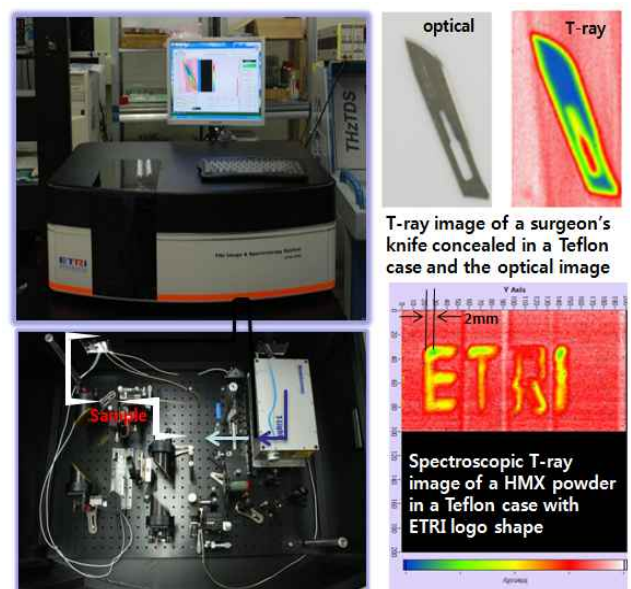 optical
T-ray
THzTDS
ETRI
T-ray image of a surgeon's
knife concealed in a Teflon
case and the optical image
Y Axis
2mm
Sample
ETRI
Spectroscopic T-ray
image of a HMX powder
in a Teflon case with
ETRI logo shape
Intensity